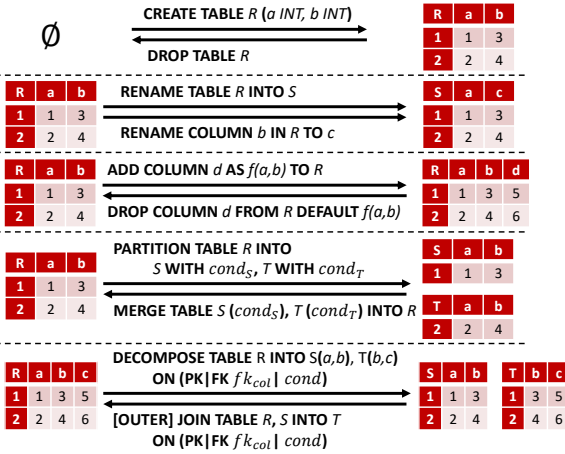 CREATE TABLE R (a INT, b INT)
∅
DROP TABLE R
R a b
1 1 3
2 2 4
R a b
1 1 3
2 2 4
RENAME TABLE R INTO S
RENAME COLUMN b IN R TO c
S a c
1 1 3
2 2 4
R a b
1 1 3
2 2 4
ADD COLUMN d AS f(a,b) TO R
DROP COLUMN d FROM R DEFAULT f(a,b)
R a b d
1 1 3 5
2 2 4 6
R a b
1 1 3
2 2 4
PARTITION TABLE R INTO
S WITH cond_S, T WITH cond_T
MERGE TABLE S (cond_S), T (cond_T) INTO R
S a b
1 1 3
T a b
2 2 4
R a b c
1 1 3 5
2 2 4 6
DECOMPOSE TABLE R INTO S(a,b), T(b,c)
ON (PK|FK fk_col| cond)
[OUTER] JOIN TABLE R, S INTO T
ON (PK|FK fk_col| cond)
S a b
1 1 3
2 2 4
T b c
1 3 5
2 4 6